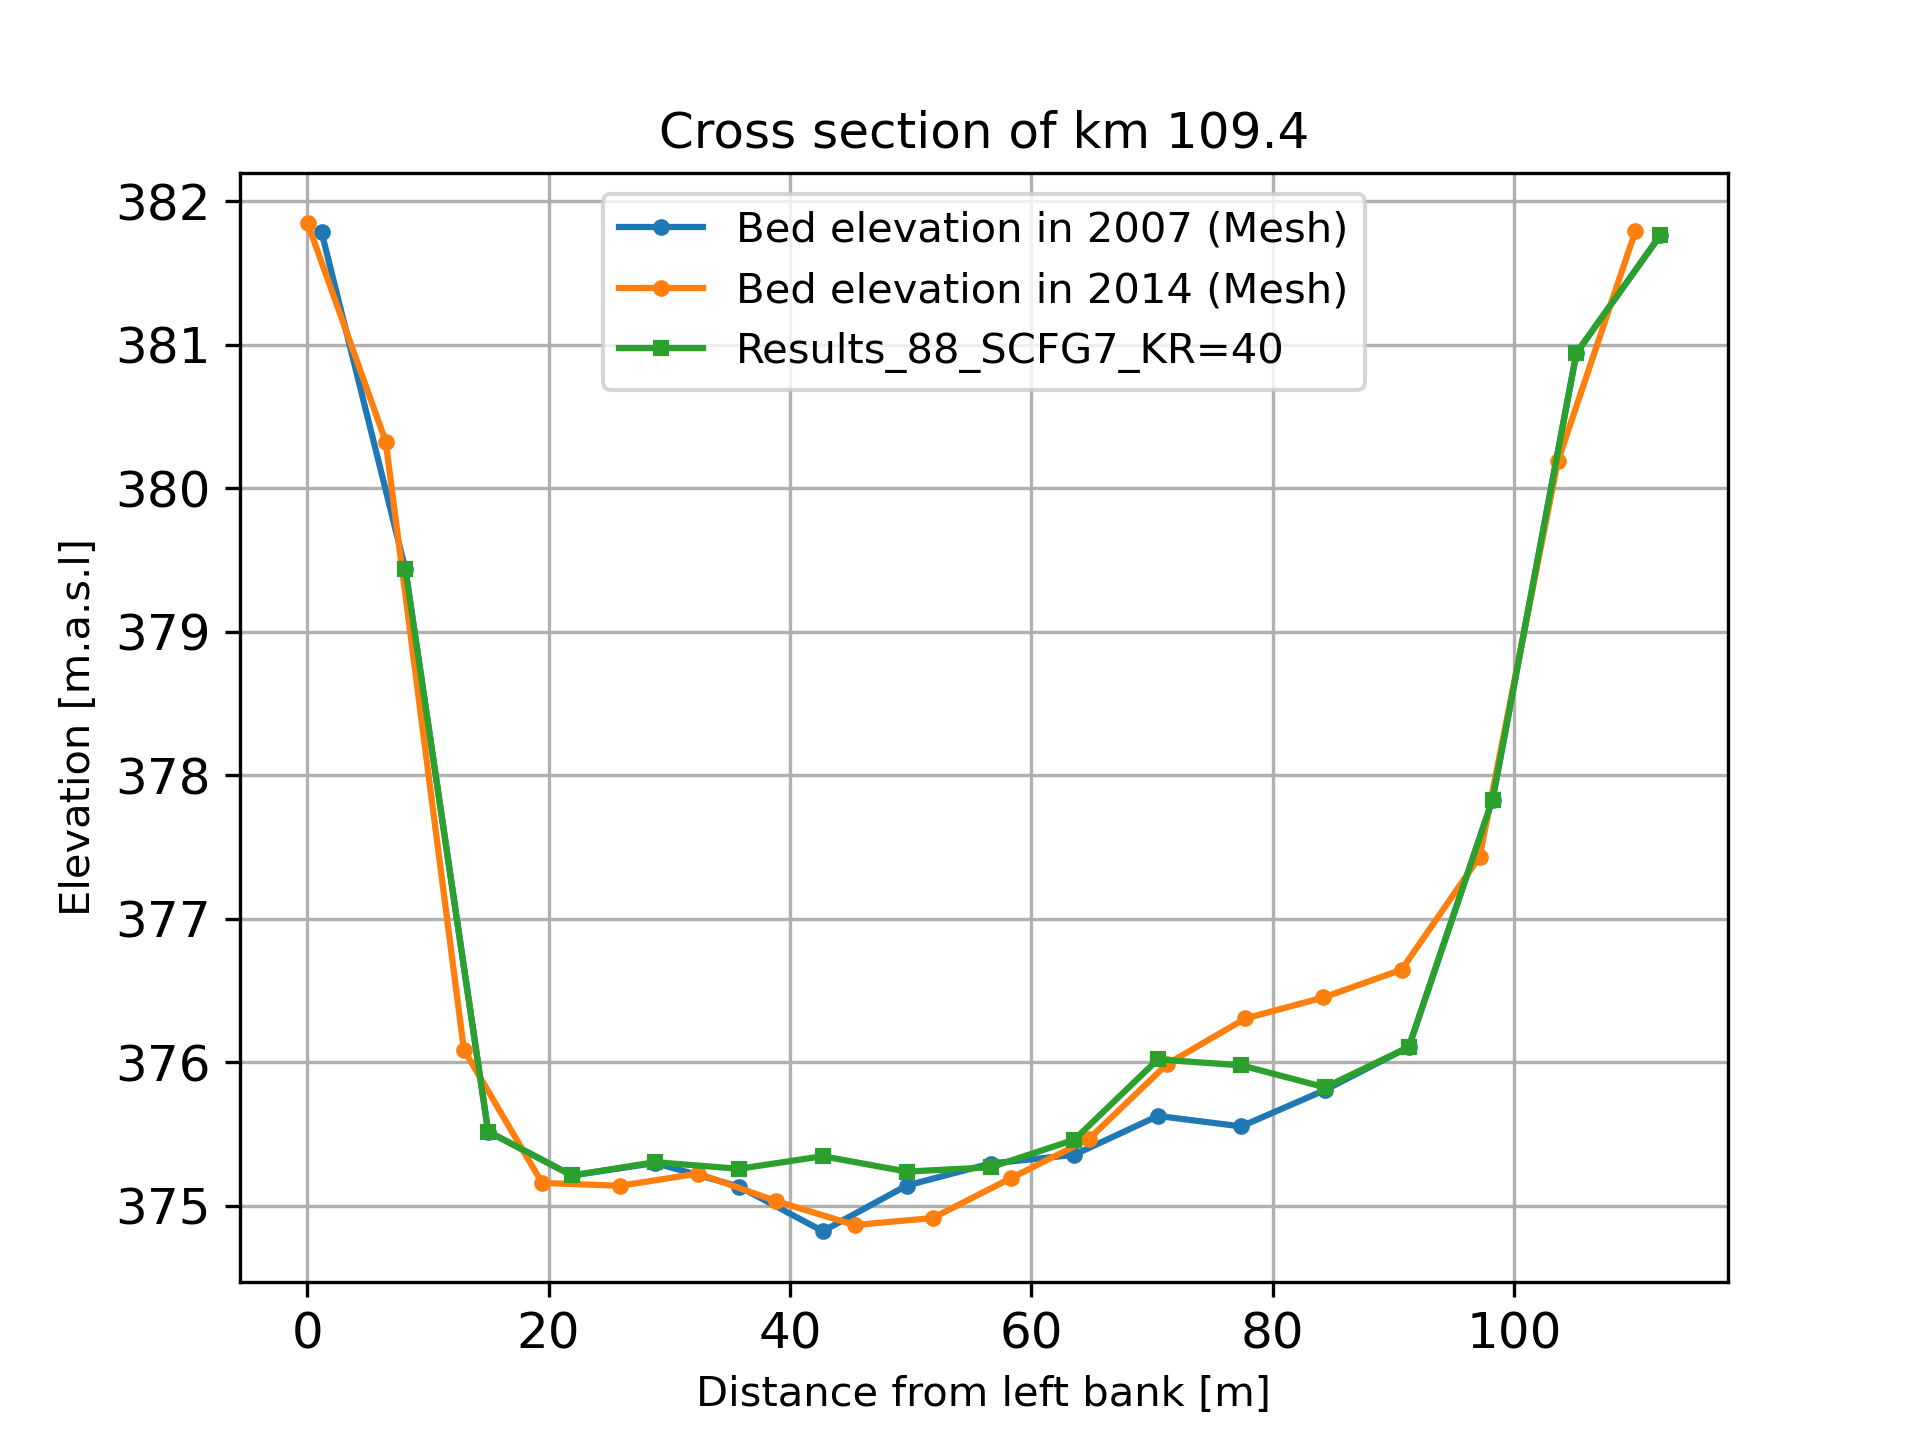 Cross section of km 109.4
Bed elevation in 2007 (Mesh)
Bed elevation in 2014 (Mesh)
Results_88_SCFG7_KR=40
Elevation [m.a.s.l]
382
381
380
379
378
377
376
375
0 20 40 60 80 100
Distance from left bank [m]